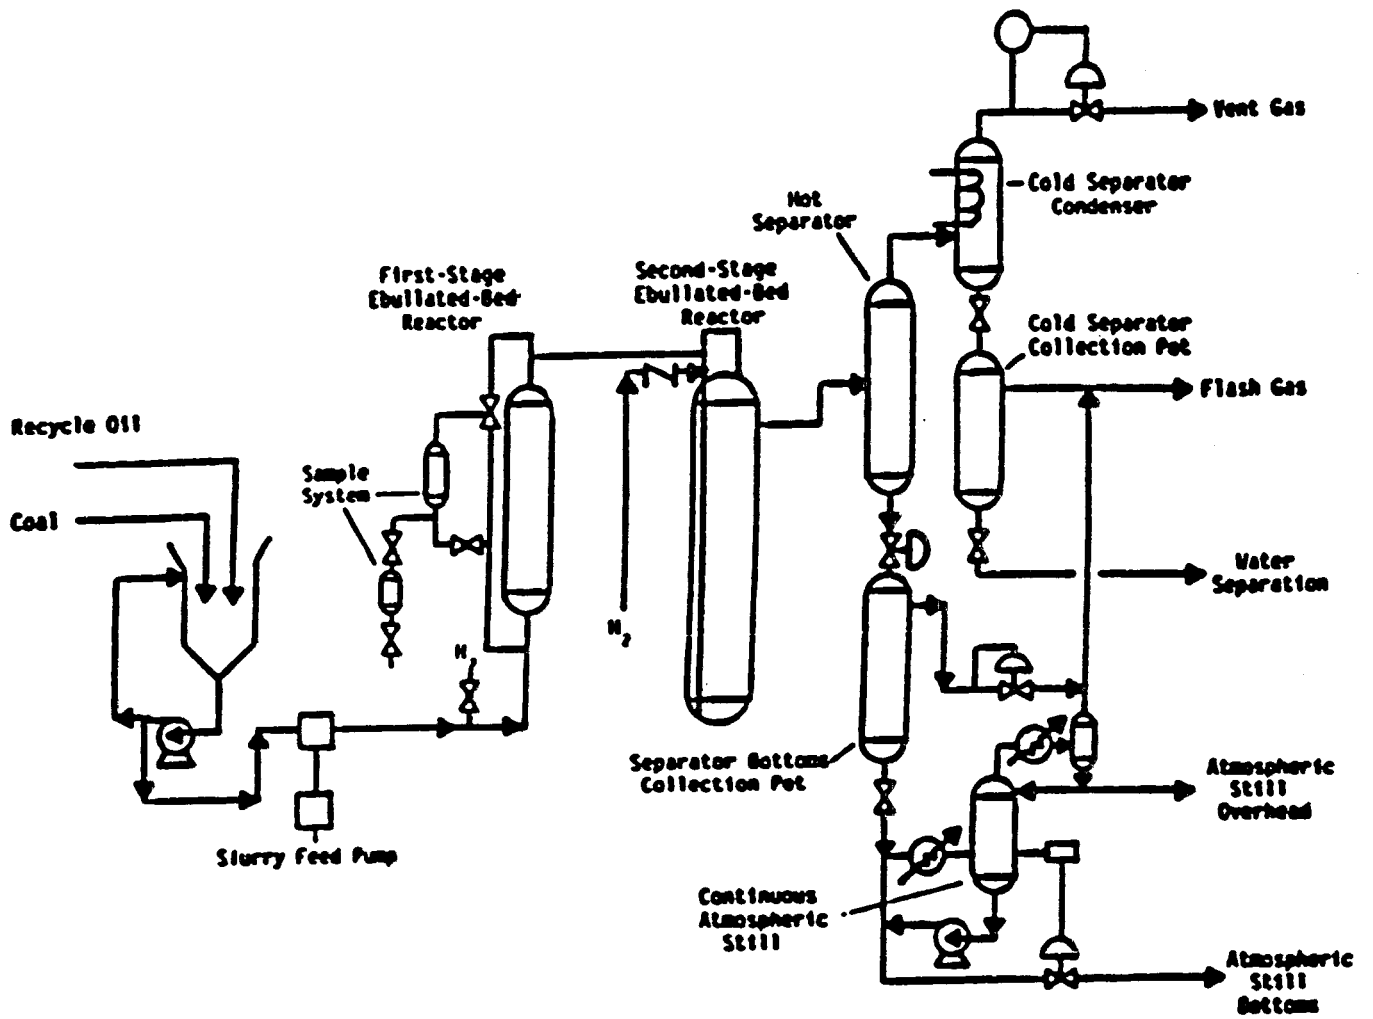 Vent Gas
Cold Separator
Condenser
Hot
Separator
First-Stage
Ebullated-Bed
Reactor
Second-Stage
Ebullated-Bed
Reactor
Cold Separator
Collection Pot
Flash Gas
Recycle Oil
Sample
System
Coal
Water
Separation
H2
H2
Separator Bottoms
Collection Pot
Atmospheric
Still
Overhead
Slurry Feed Pump
Continuous
Atmospheric
Still
Atmospheric
Still
Bottoms